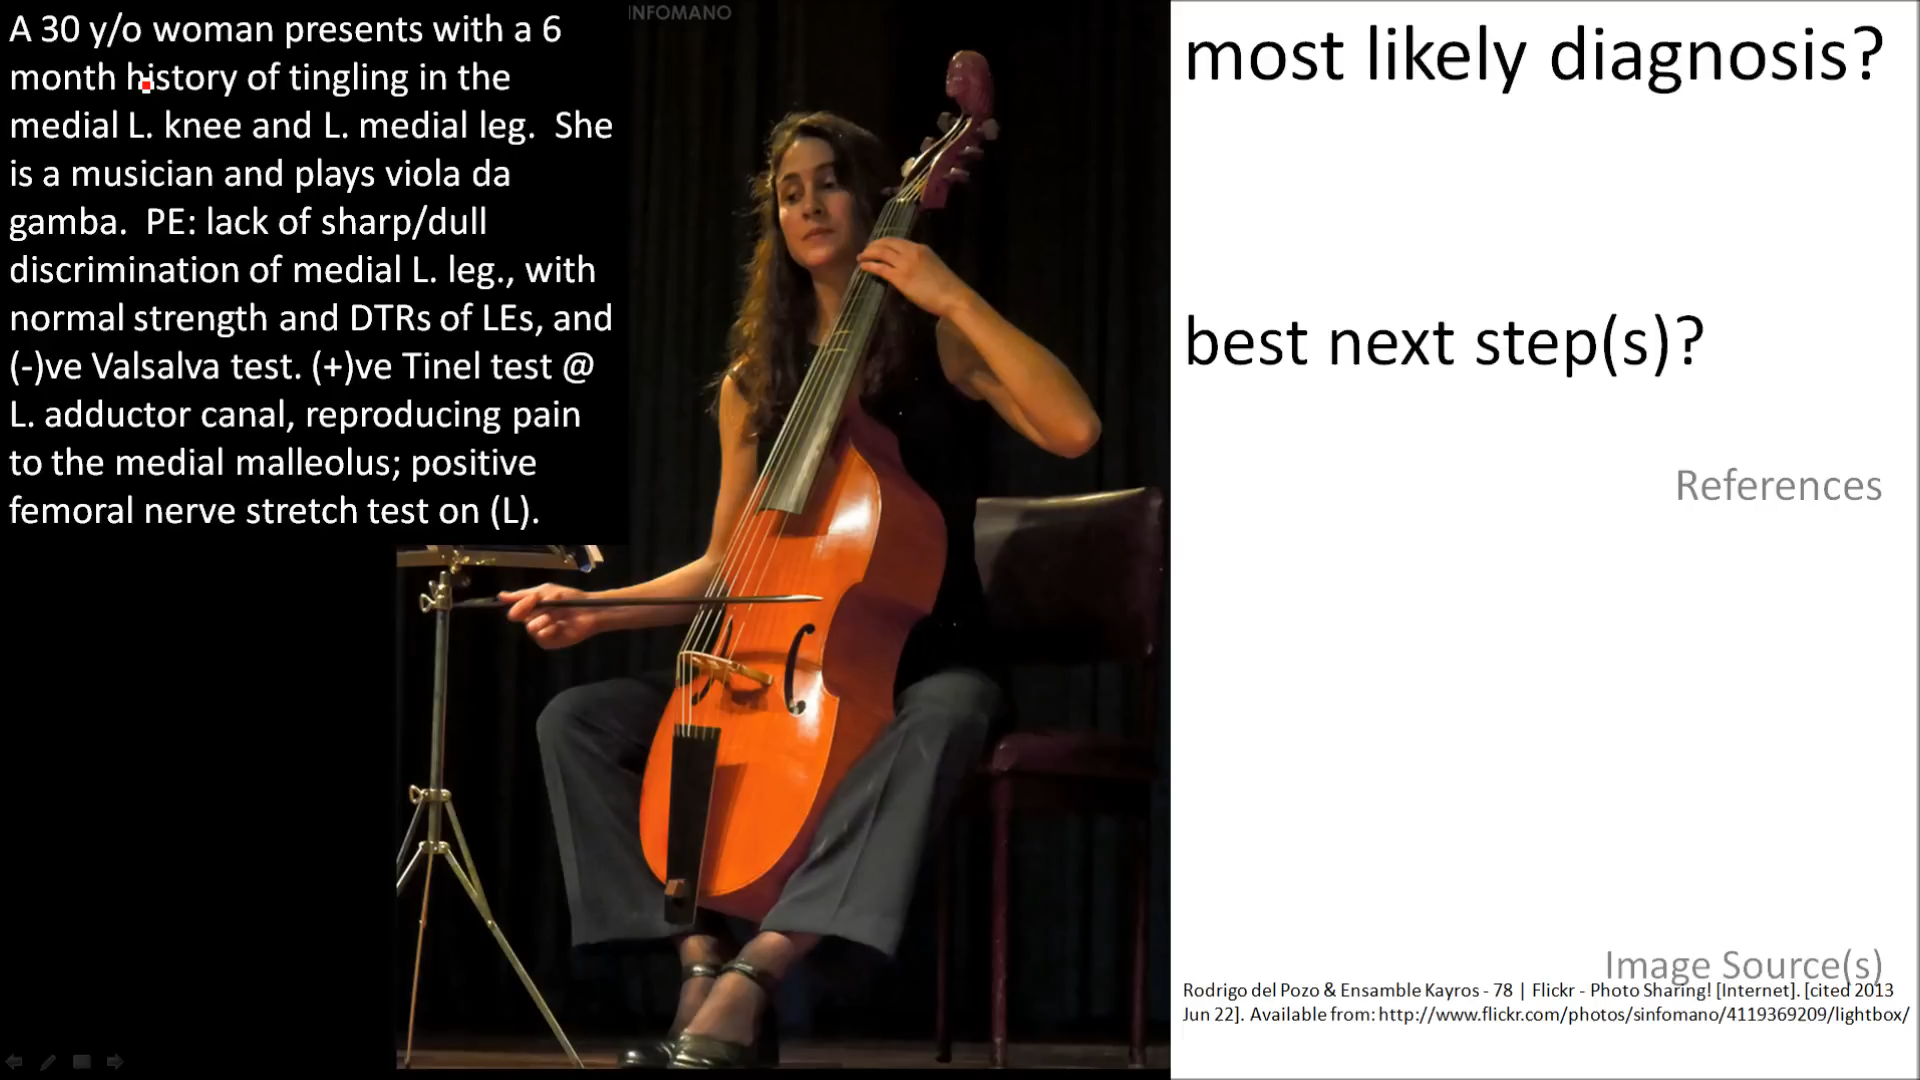 A 30 y/o woman presents with a 6
month history of tingling in the
medial L. knee and L. medial leg.  She
is a musician and plays viola da
gamba.  PE: lack of sharp/dull
discrimination of medial L. leg., with
normal strength and DTRs of LEs, and
(-)ve Valsalva test. (+)ve Tinel test @
L. adductor canal, reproducing pain
to the medial malleolus; positive
femoral nerve stretch test on (L).
INFOMANO
most likely diagnosis?
best next step(s)?
References
Image Source(s)
Rodrigo del Pozo & Ensamble Kayros - 78 | Flickr - Photo Sharing! [Internet]. [cited 2013
Jun 22]. Available from: http://www.flickr.com/photos/sinfomano/4119369209/lightbox/